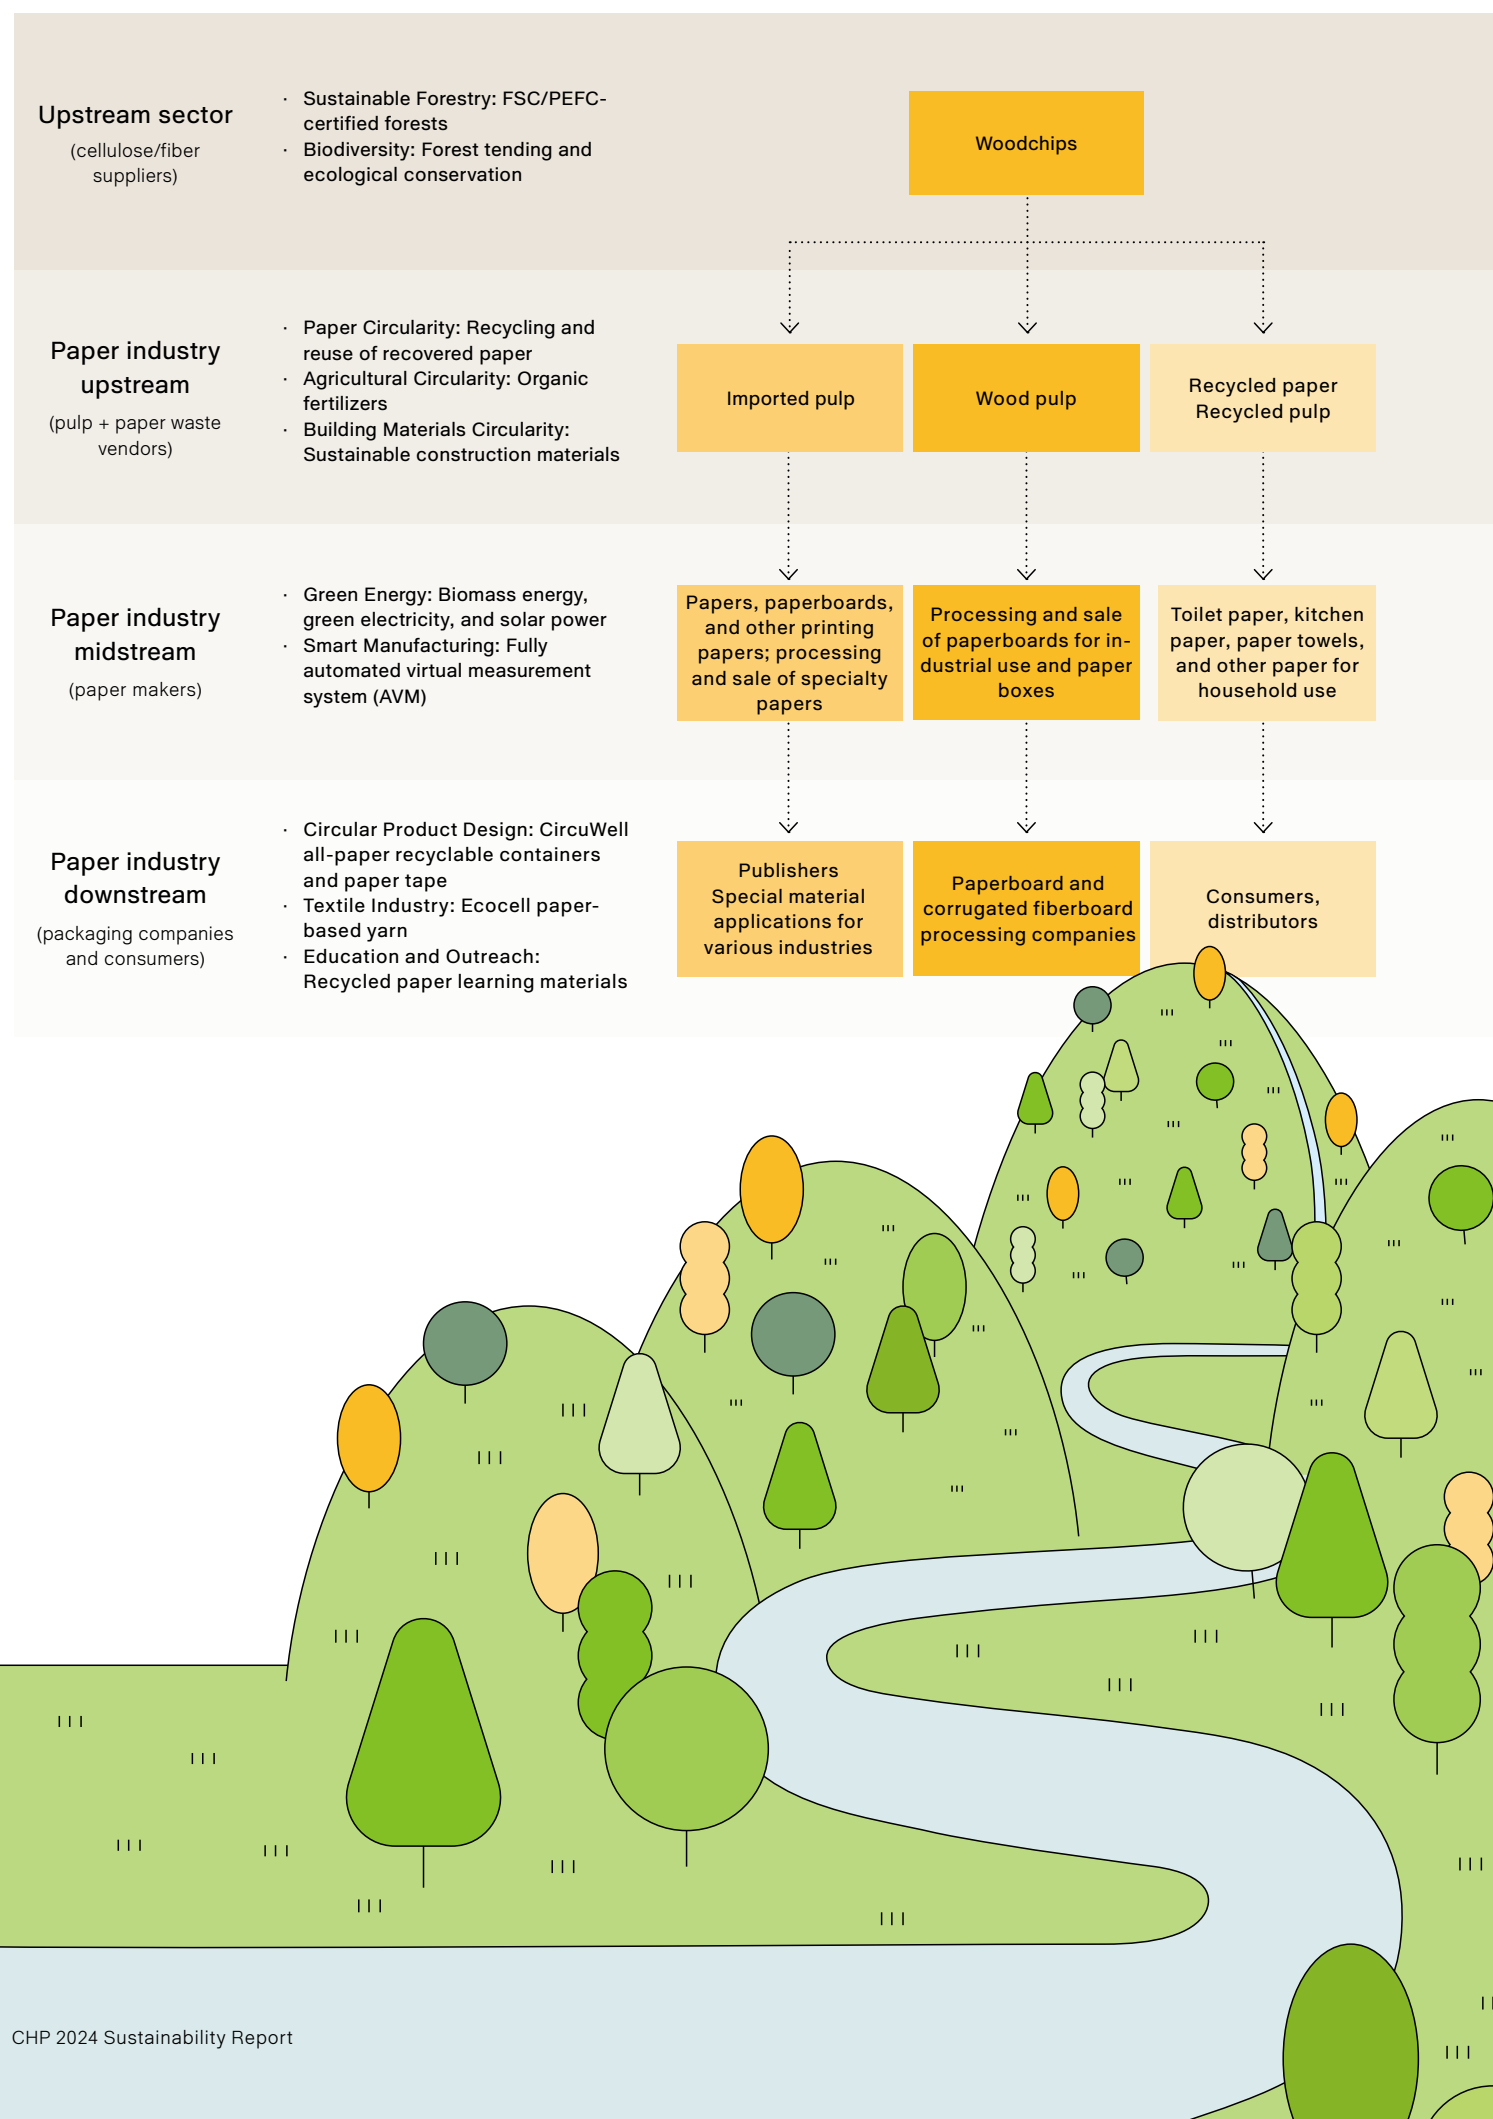 Upstream sector
(cellulose/fiber
suppliers)
· Sustainable Forestry: FSC/PEFC-
certified forests
· Biodiversity: Forest tending and
ecological conservation
Woodchips
Paper industry
upstream
(pulp + paper waste
vendors)
· Paper Circularity: Recycling and
reuse of recovered paper
· Agricultural Circularity: Organic
fertilizers
· Building Materials Circularity:
Sustainable construction materials
Imported pulp
Wood pulp
Recycled paper
Recycled pulp
Paper industry
midstream
(paper makers)
· Green Energy: Biomass energy,
green electricity, and solar power
· Smart Manufacturing: Fully
automated virtual measurement
system (AVM)
Papers, paperboards,
and other printing
papers; processing
and sale of specialty
papers
Processing and sale
of paperboards for in-
dustrial use and paper
boxes
Toilet paper, kitchen
paper, paper towels,
and other paper for
household use
Paper industry
downstream
(packaging companies
and consumers)
· Circular Product Design: CircuWell
all-paper recyclable containers
and paper tape
· Textile Industry: Ecocell paper-
based yarn
· Education and Outreach:
Recycled paper learning materials
Publishers
Special material
applications for
various industries
Paperboard and
corrugated fiberboard
processing companies
Consumers,
distributors
CHP 2024 Sustainability Report